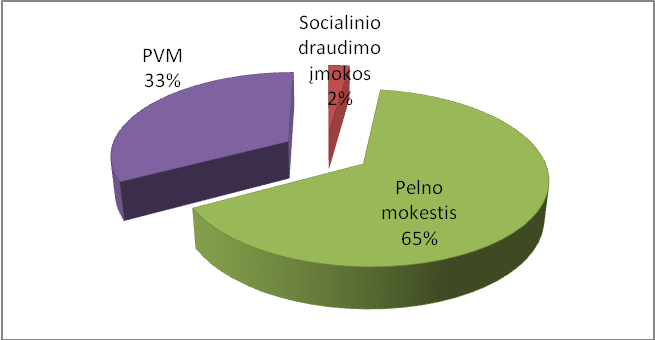 Socialinio
draudimo
įmokos
2%
PVM
33%
Pelno
mokestis
65%